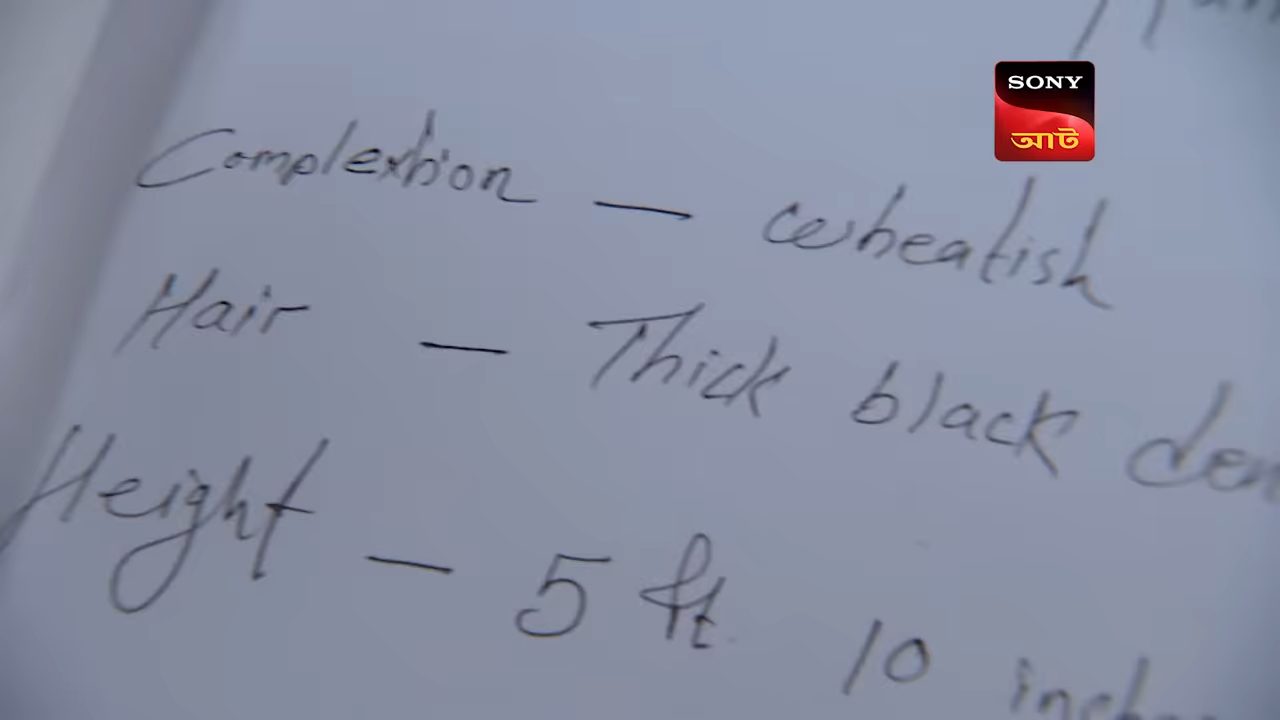 SONY
আট
Complextion — wheatish
Hair — Thick black
Height — 5 ft 10